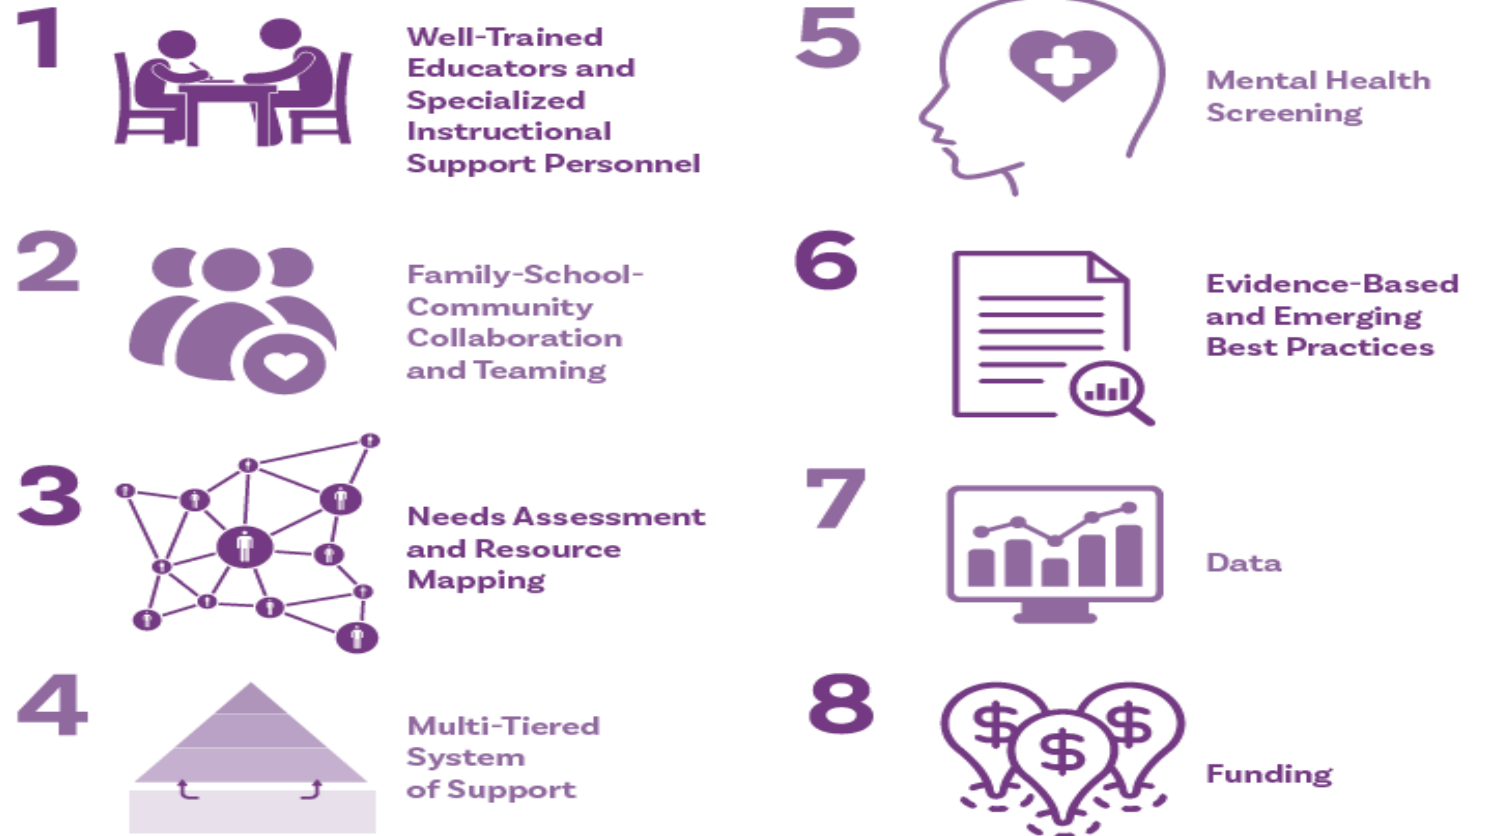 1
Well-Trained
Educators and
Specialized
Instructional
Support Personnel
2
Family-School-
Community
Collaboration
and Teaming
3
Needs Assessment
and Resource
Mapping
4
Multi-Tiered
System
of Support
5
Mental Health
Screening
6
Evidence-Based
and Emerging
Best Practices
7
Data
8
$ $ $
Funding